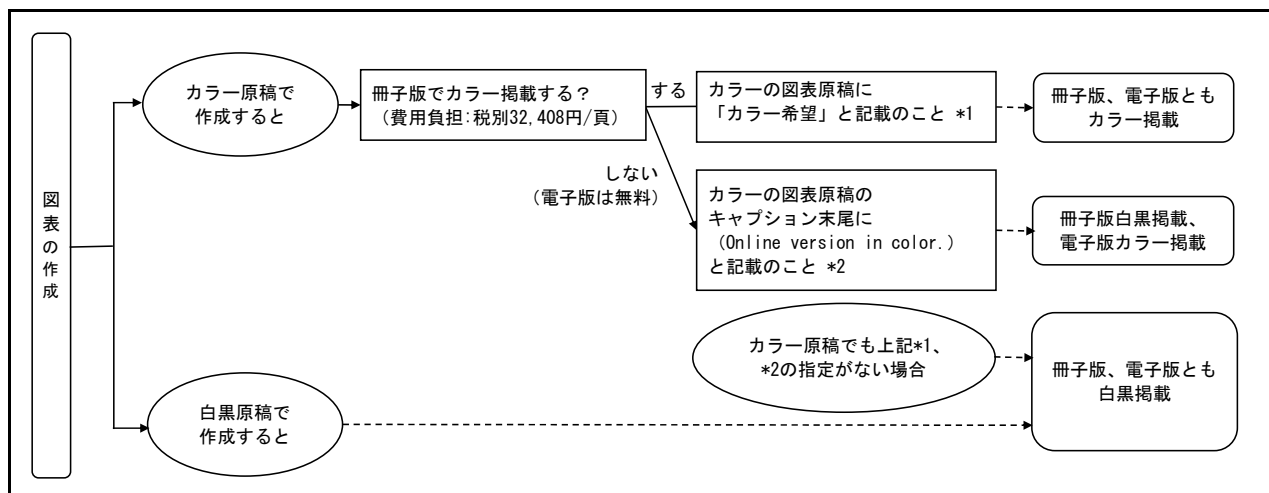 図表の作成
カラー原稿で
作成すると
冊子版でカラー掲載する？
（費用負担:税別32,408円/頁）
する
カラーの図表原稿に
「カラー希望」と記載のこと *1
冊子版、電子版とも
カラー掲載
しない
（電子版は無料）
カラーの図表原稿の
キャプション末尾に
（Online version in color.）
と記載のこと *2
冊子版白黒掲載、
電子版カラー掲載
カラー原稿でも上記*1、
*2の指定がない場合
冊子版、電子版とも
白黒掲載
白黒原稿で
作成すると